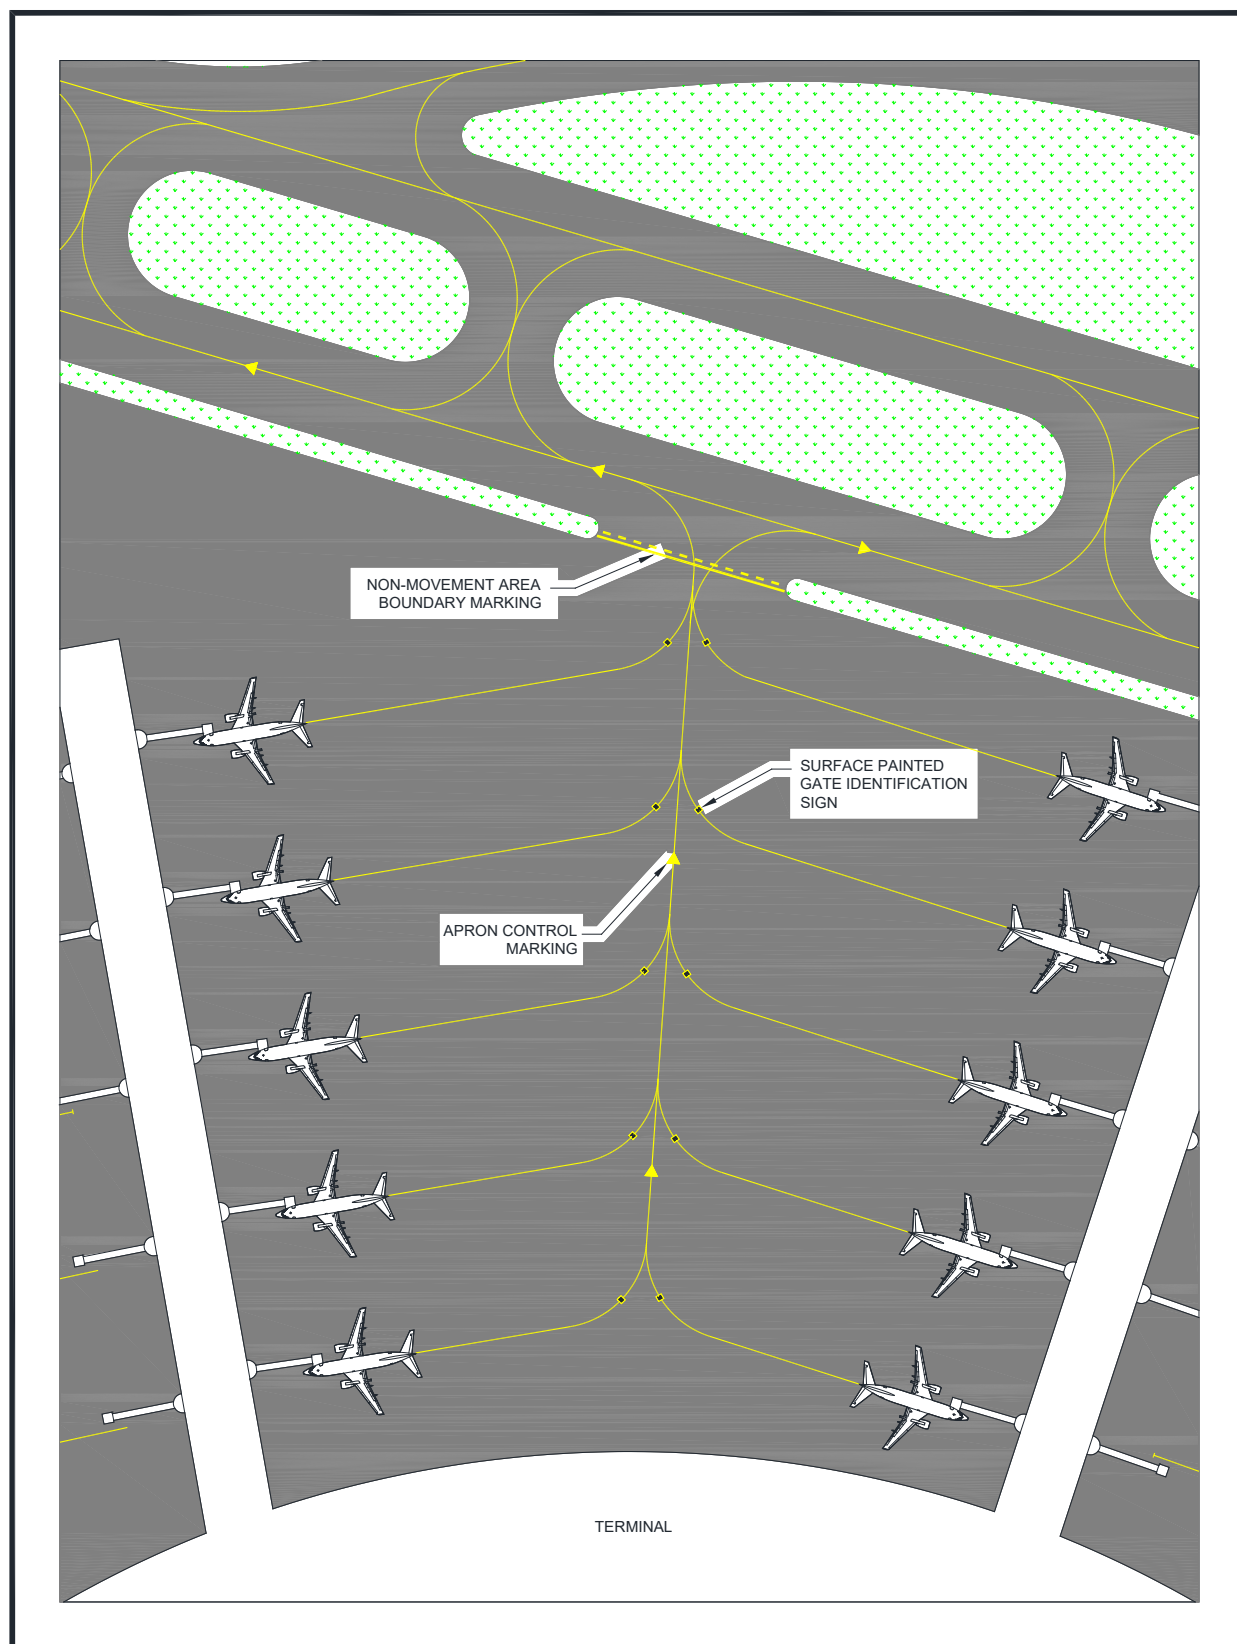 NON-MOVEMENT AREA
BOUNDARY MARKING
SURFACE PAINTED
GATE IDENTIFICATION
SIGN
APRON CONTROL
MARKING
TERMINAL